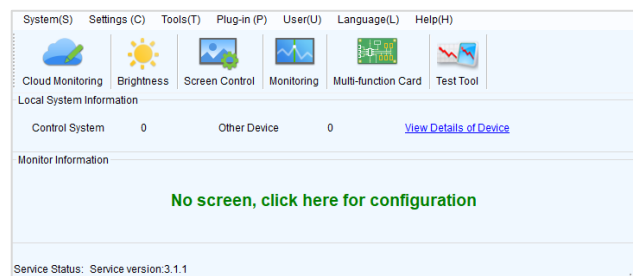 System(S) Settings (C) Tools(T) Plug-in (P) User(U) Language(L) Help(H)
Cloud Monitoring Brightness Screen Control Monitoring Multi-function Card Test Tool
Local System Information
Control System 0 Other Device 0 View Details of Device
Monitor Information
No screen, click here for configuration
Service Status: Service version:3.1.1